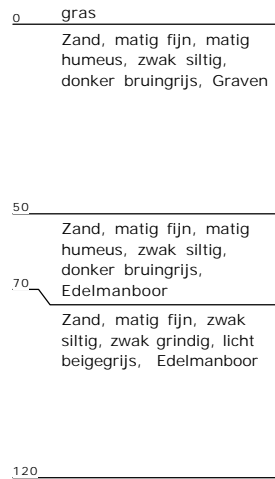 0
gras
Zand, matig fijn, matig
humeus, zwak siltig,
donker bruingrijs, Graven
50
Zand, matig fijn, matig
humeus, zwak siltig,
donker bruingrijs,
Edelmanboor
70
Zand, matig fijn, zwak
siltig, zwak grindig, licht
beigegrijs, Edelmanboor
120